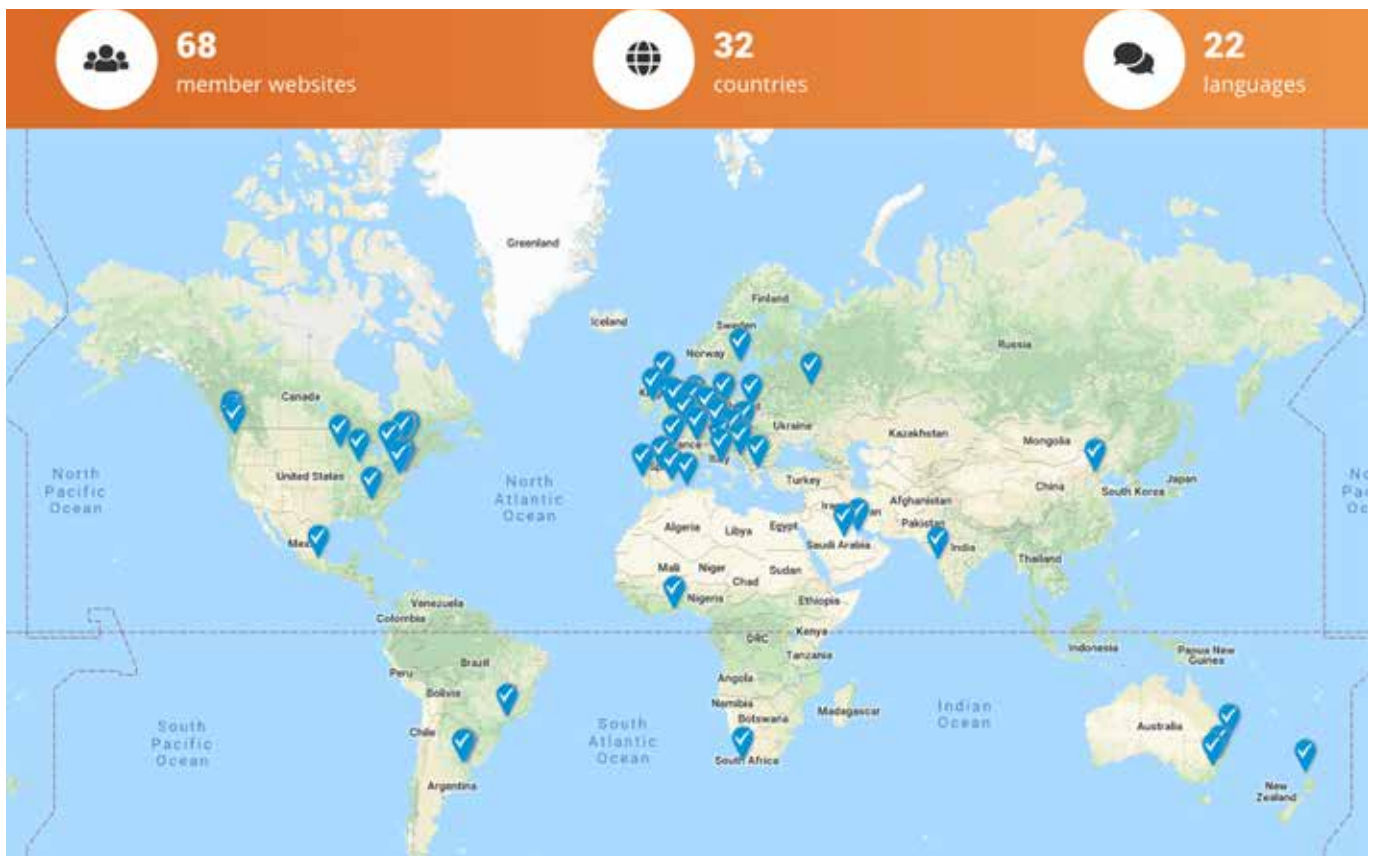 68
member websites
32
countries
22
languages
Greenland
Iceland
Finland
Sweden
Norway
Russia
Canada
Ukraine
Kazakhstan
Mongolia
North
Pacific
Ocean
United States
North
Atlantic
Ocean
Italy
Turkey
China
South Korea
Japan
Afghanistan
Pakistan
India
Algeria
Libya
Egypt
Saudi Arabia
Thailand
Mali
Niger
Chad
Sudan
Nigeria
Ethiopia
Venezuela
Colombia
DRC
Kenya
Tanzania
Indonesia
Papua New
Guinea
Brazil
Peru
Bolivia
Angola
Namibia
Botswana
Madagascar
Indian
Ocean
Australia
South
Pacific
Ocean
Chile
South
Atlantic
Ocean
South Africa
Argentina
New
Zealand